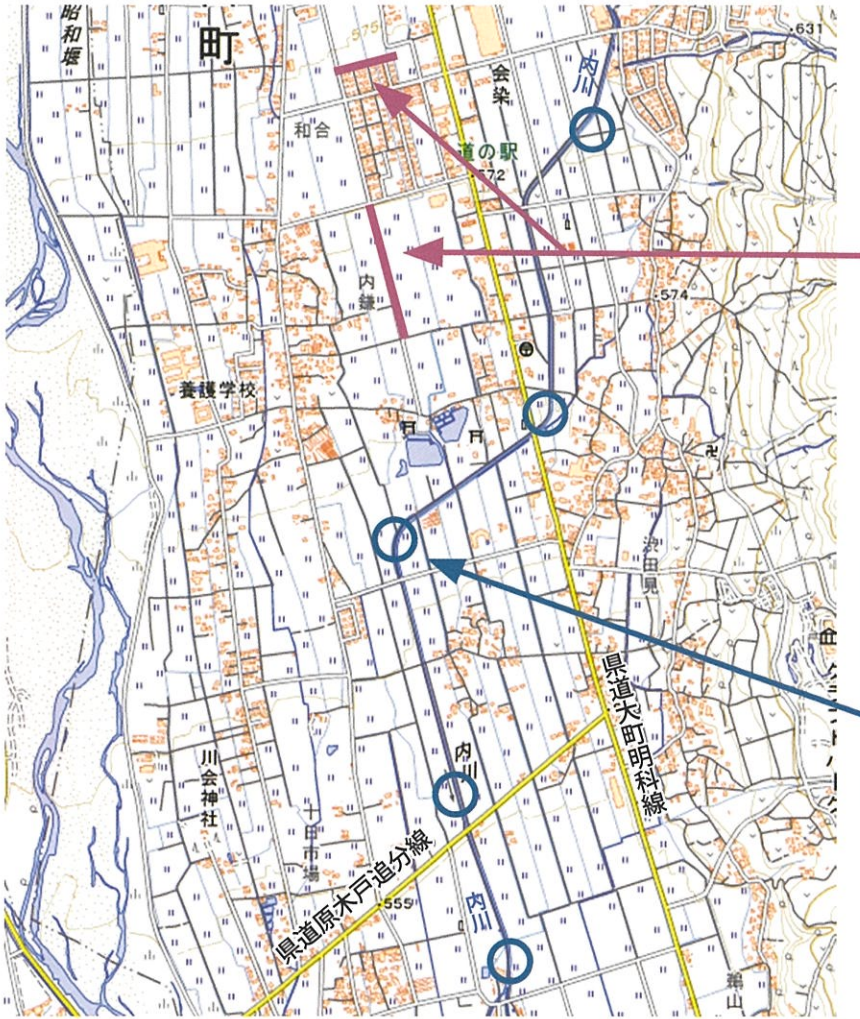 昭和堰
町
575
会染
内川
631
和合
道の駅
572
内鎌
574
養護学校
渋田見
県道大町明科線
内川
川会神社
十日市場
県道原木戸追分線
555
内川
鵜山